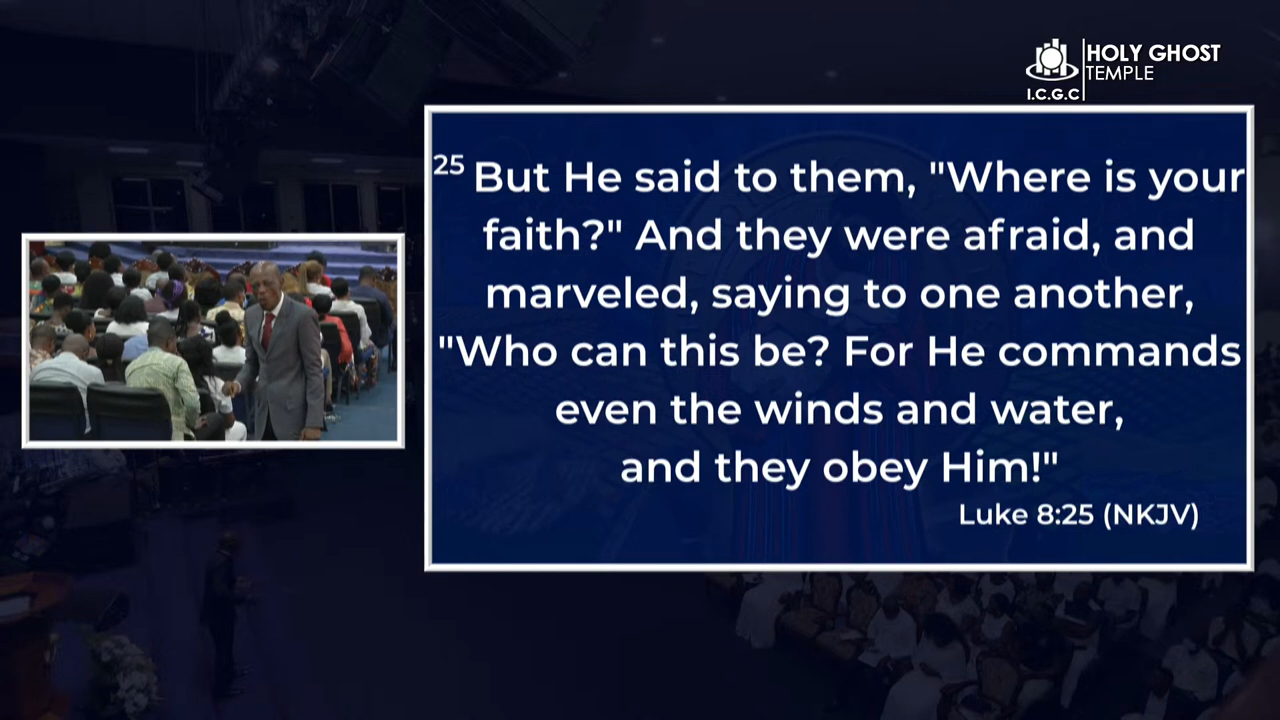 HOLY GHOST
TEMPLE
I.C.G.C
25 But He said to them, "Where is your
faith?" And they were afraid, and
marveled, saying to one another,
"Who can this be? For He commands
even the winds and water,
and they obey Him!"
Luke 8:25 (NKJV)